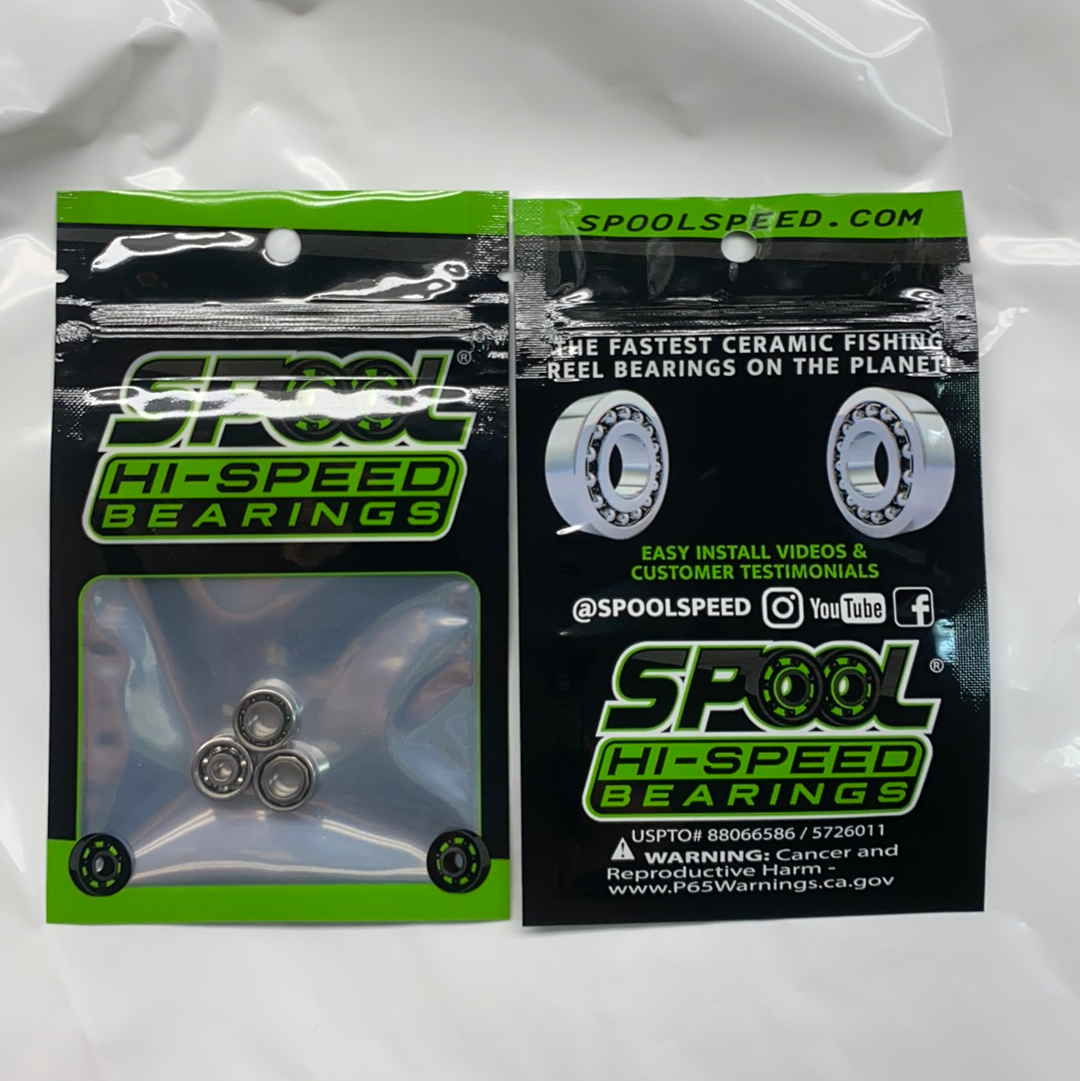 SPOOL®
HI-SPEED
BEARINGS
SPOOLSPEED.COM
THE FASTEST CERAMIC FISHING
REEL BEARINGS ON THE PLANET!
EASY INSTALL VIDEOS &
CUSTOMER TESTIMONIALS
@SPOOLSPEED YouTube f
SPOOL®
HI-SPEED
BEARINGS
USPTO# 88066586 / 5726011
WARNING: Cancer and
Reproductive Harm -
www.P65Warnings.ca.gov